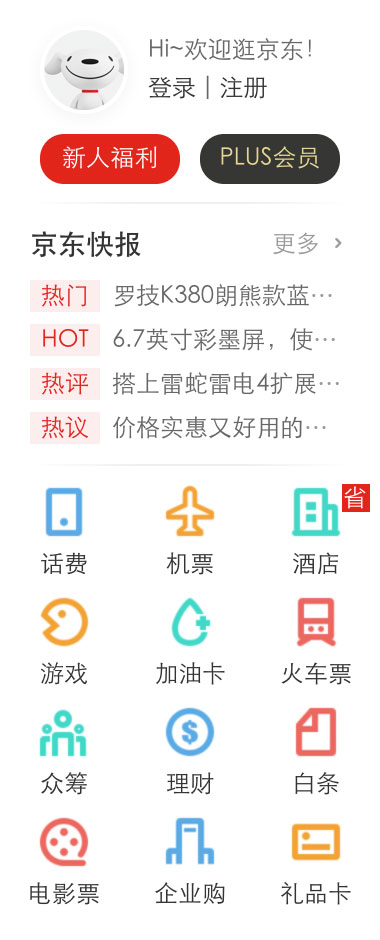 Hi~欢迎逛京东！
登录 | 注册
新人福利 PLUS会员
京东快报 更多
热门 罗技K380朗熊款蓝…
HOT 6.7英寸彩墨屏，使…
热评 搭上雷蛇雷电4扩展…
热议 价格实惠又好用的…
省
话费 机票 酒店
游戏 加油卡 火车票
众筹 理财 白条
电影票 企业购 礼品卡